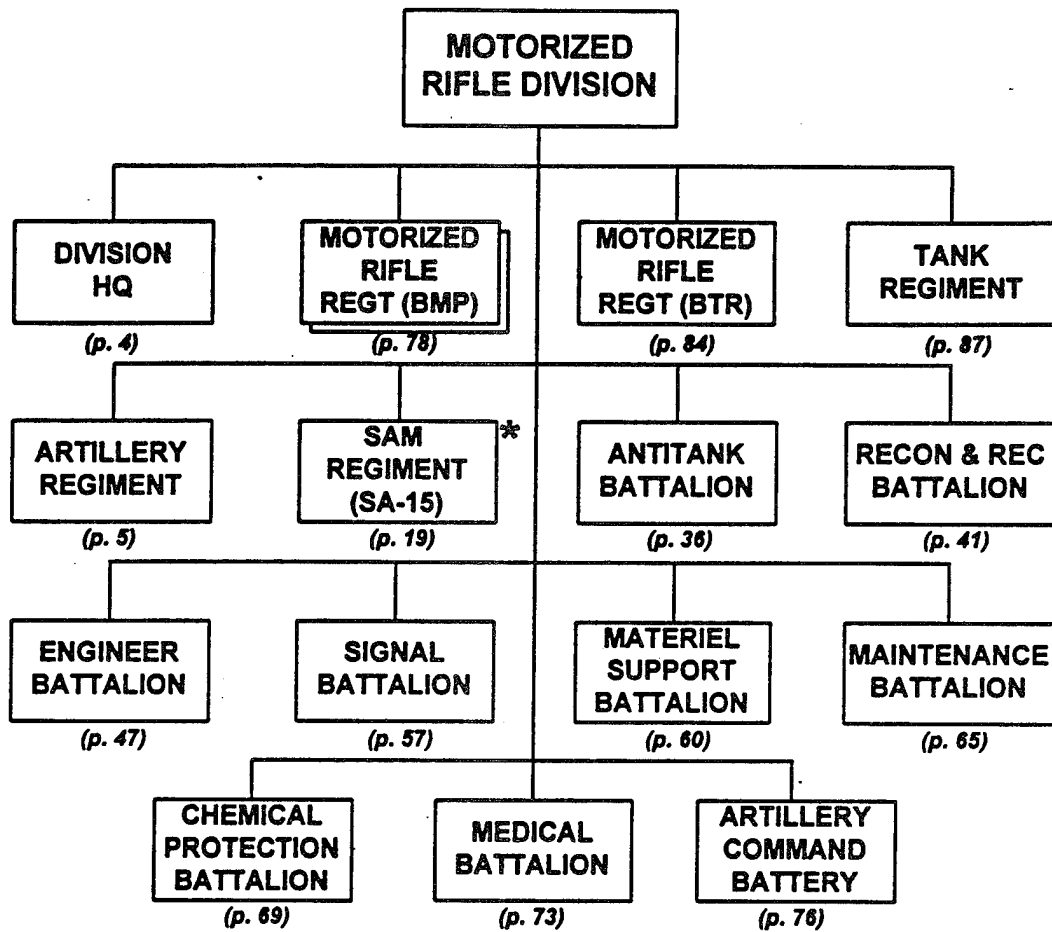 MOTORIZED
RIFLE DIVISION
DIVISION
HQ
(p. 4)
MOTORIZED
RIFLE
REGT (BMP)
(p. 78)
MOTORIZED
RIFLE
REGT (BTR)
(p. 84)
TANK
REGIMENT
(p. 87)
ARTILLERY
REGIMENT
(p. 5)
SAM
REGIMENT
(SA-15)
*
(p. 19)
ANTITANK
BATTALION
(p. 36)
RECON & REC
BATTALION
(p. 41)
ENGINEER
BATTALION
(p. 47)
SIGNAL
BATTALION
(p. 57)
MATERIEL
SUPPORT
BATTALION
(p. 60)
MAINTENANCE
BATTALION
(p. 65)
CHEMICAL
PROTECTION
BATTALION
(p. 69)
MEDICAL
BATTALION
(p. 73)
ARTILLERY
COMMAND
BATTERY
(p. 76)